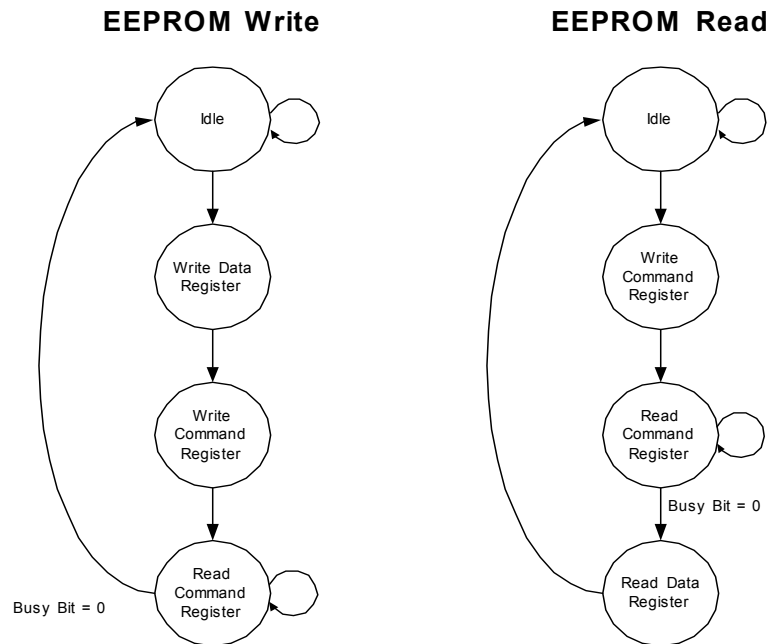 EEPROM Write
Idle
Write Data
Register
Write
Command
Register
Read
Command
Register
Busy Bit = 0
EEPROM Read
Idle
Write
Command
Register
Read
Command
Register
Busy Bit = 0
Read Data
Register